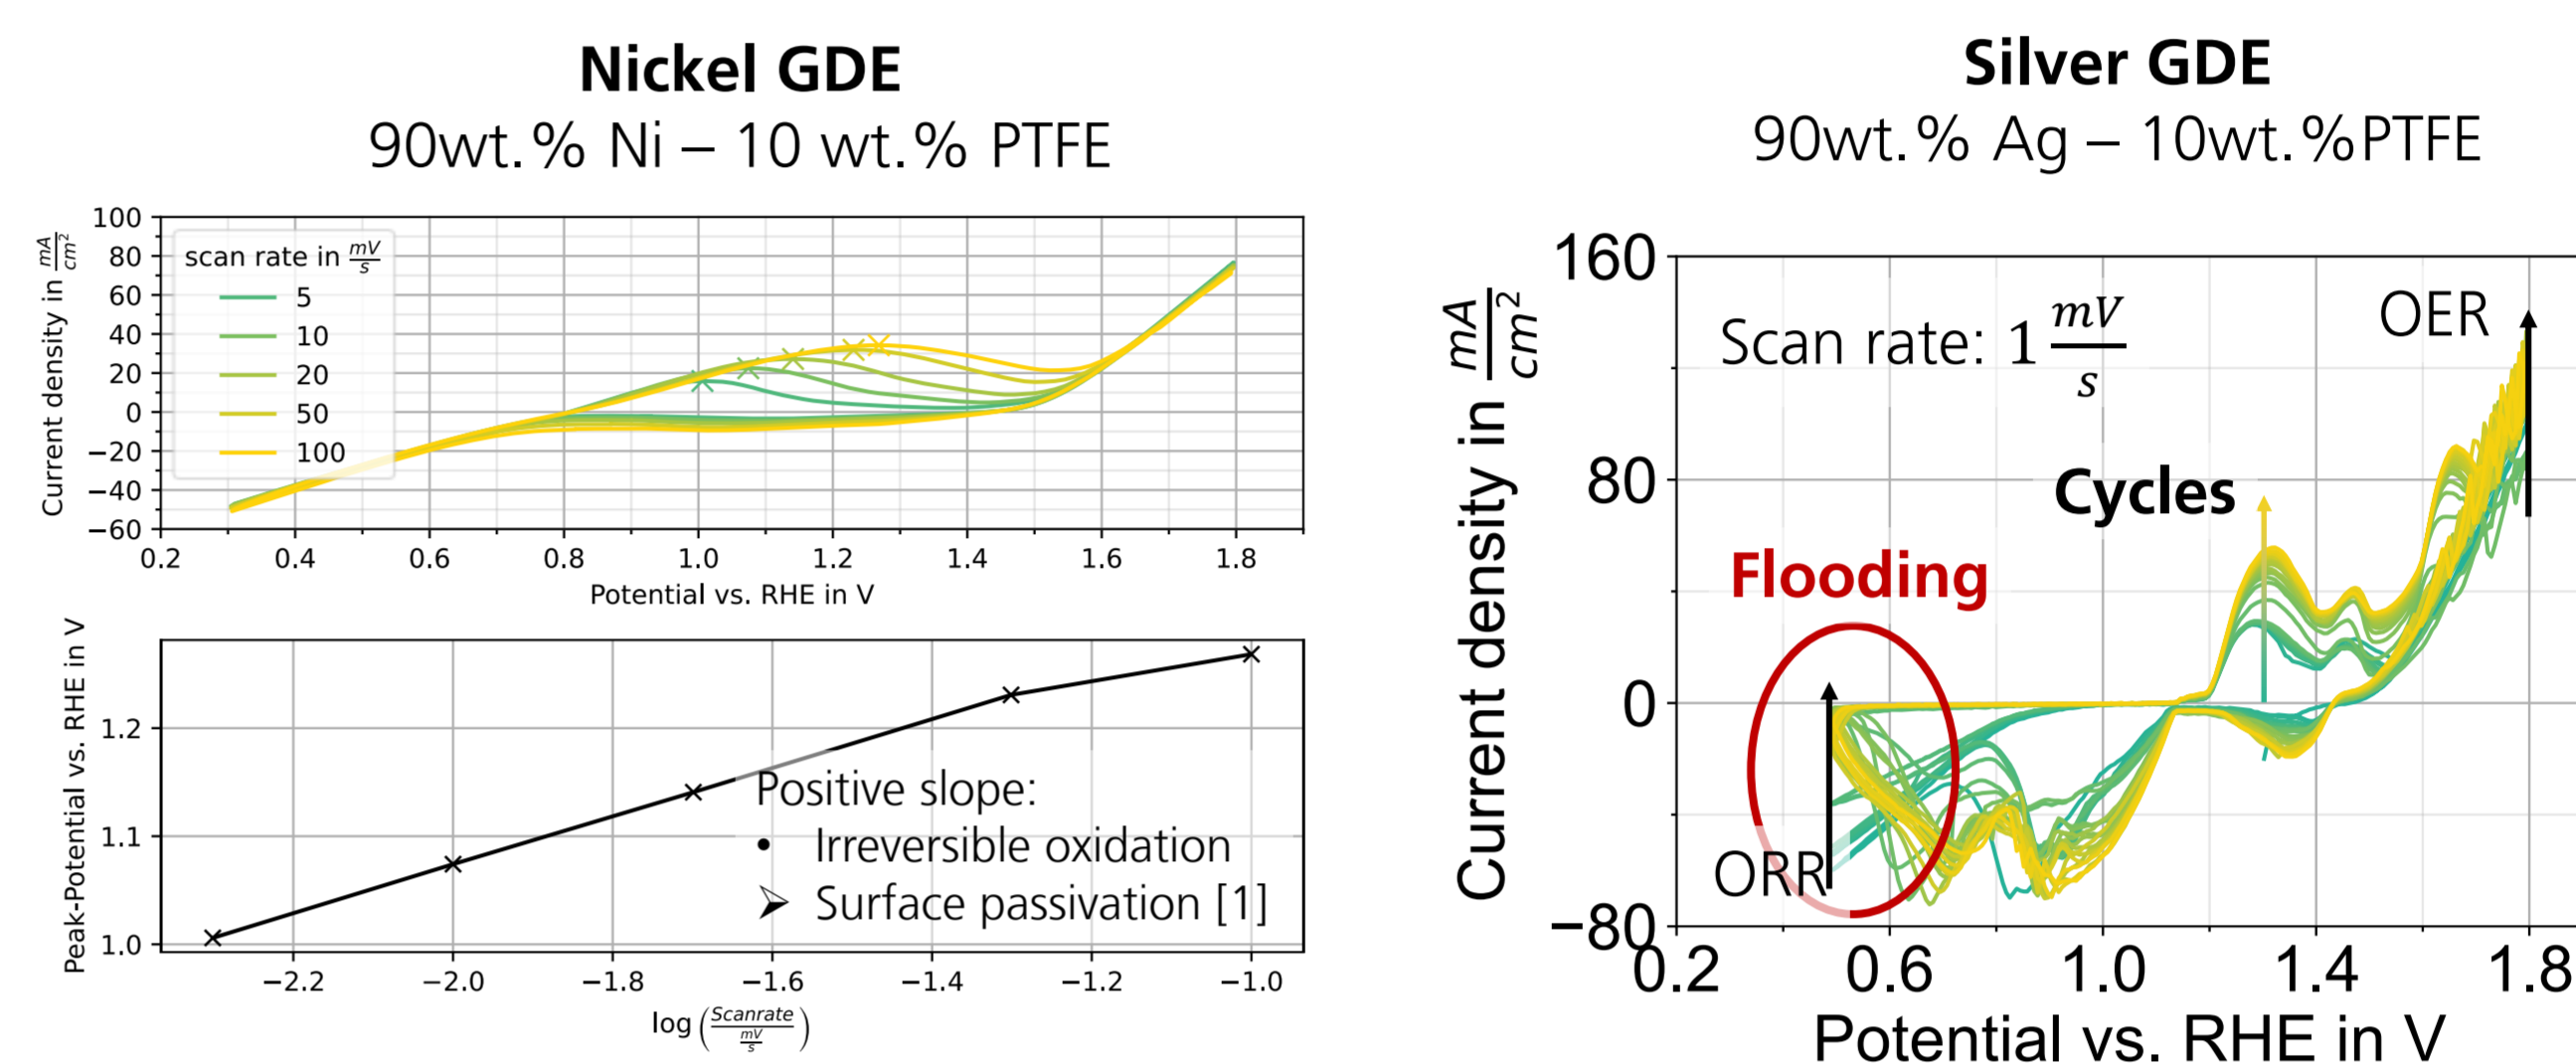 Nickel GDE
90wt.% Ni – 10 wt.% PTFE
Current density in mA/cm²
100
80
60
40
20
0
−20
−40
−60
scan rate in mV/s
5
10
20
50
100
0.2 0.4 0.6 0.8 1.0 1.2 1.4 1.6 1.8
Potential vs. RHE in V
Peak-Potential vs. RHE in V
1.2
1.1
1.0
Positive slope:
• Irreversible oxidation
➢ Surface passivation [1]
−2.2 −2.0 −1.8 −1.6 −1.4 −1.2 −1.0
log (Scanrate / mV/s)
Silver GDE
90wt.% Ag – 10wt.%PTFE
Current density in mA/cm²
160
80
0
−80
Scan rate: 1 mV/s
OER
Cycles
Flooding
ORR
0.2 0.6 1.0 1.4 1.8
Potential vs. RHE in V